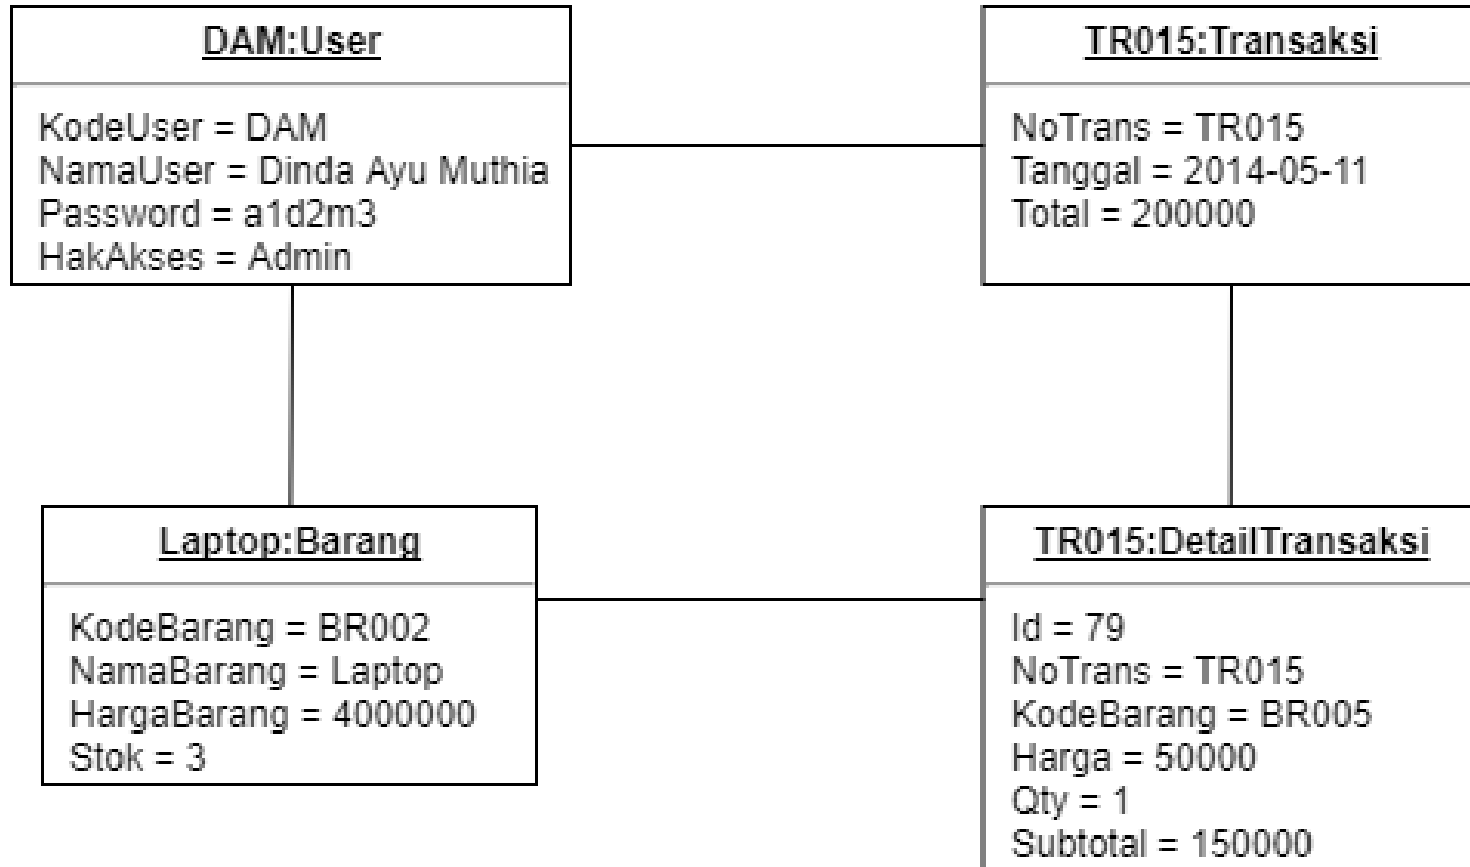 DAM:User
KodeUser = DAM
NamaUser = Dinda Ayu Muthia
Password = a1d2m3
HakAkses = Admin
TR015:Transaksi
NoTrans = TR015
Tanggal = 2014-05-11
Total = 200000
Laptop:Barang
KodeBarang = BR002
NamaBarang = Laptop
HargaBarang = 4000000
Stok = 3
TR015:DetailTransaksi
Id = 79
NoTrans = TR015
KodeBarang = BR005
Harga = 50000
Qty = 1
Subtotal = 150000